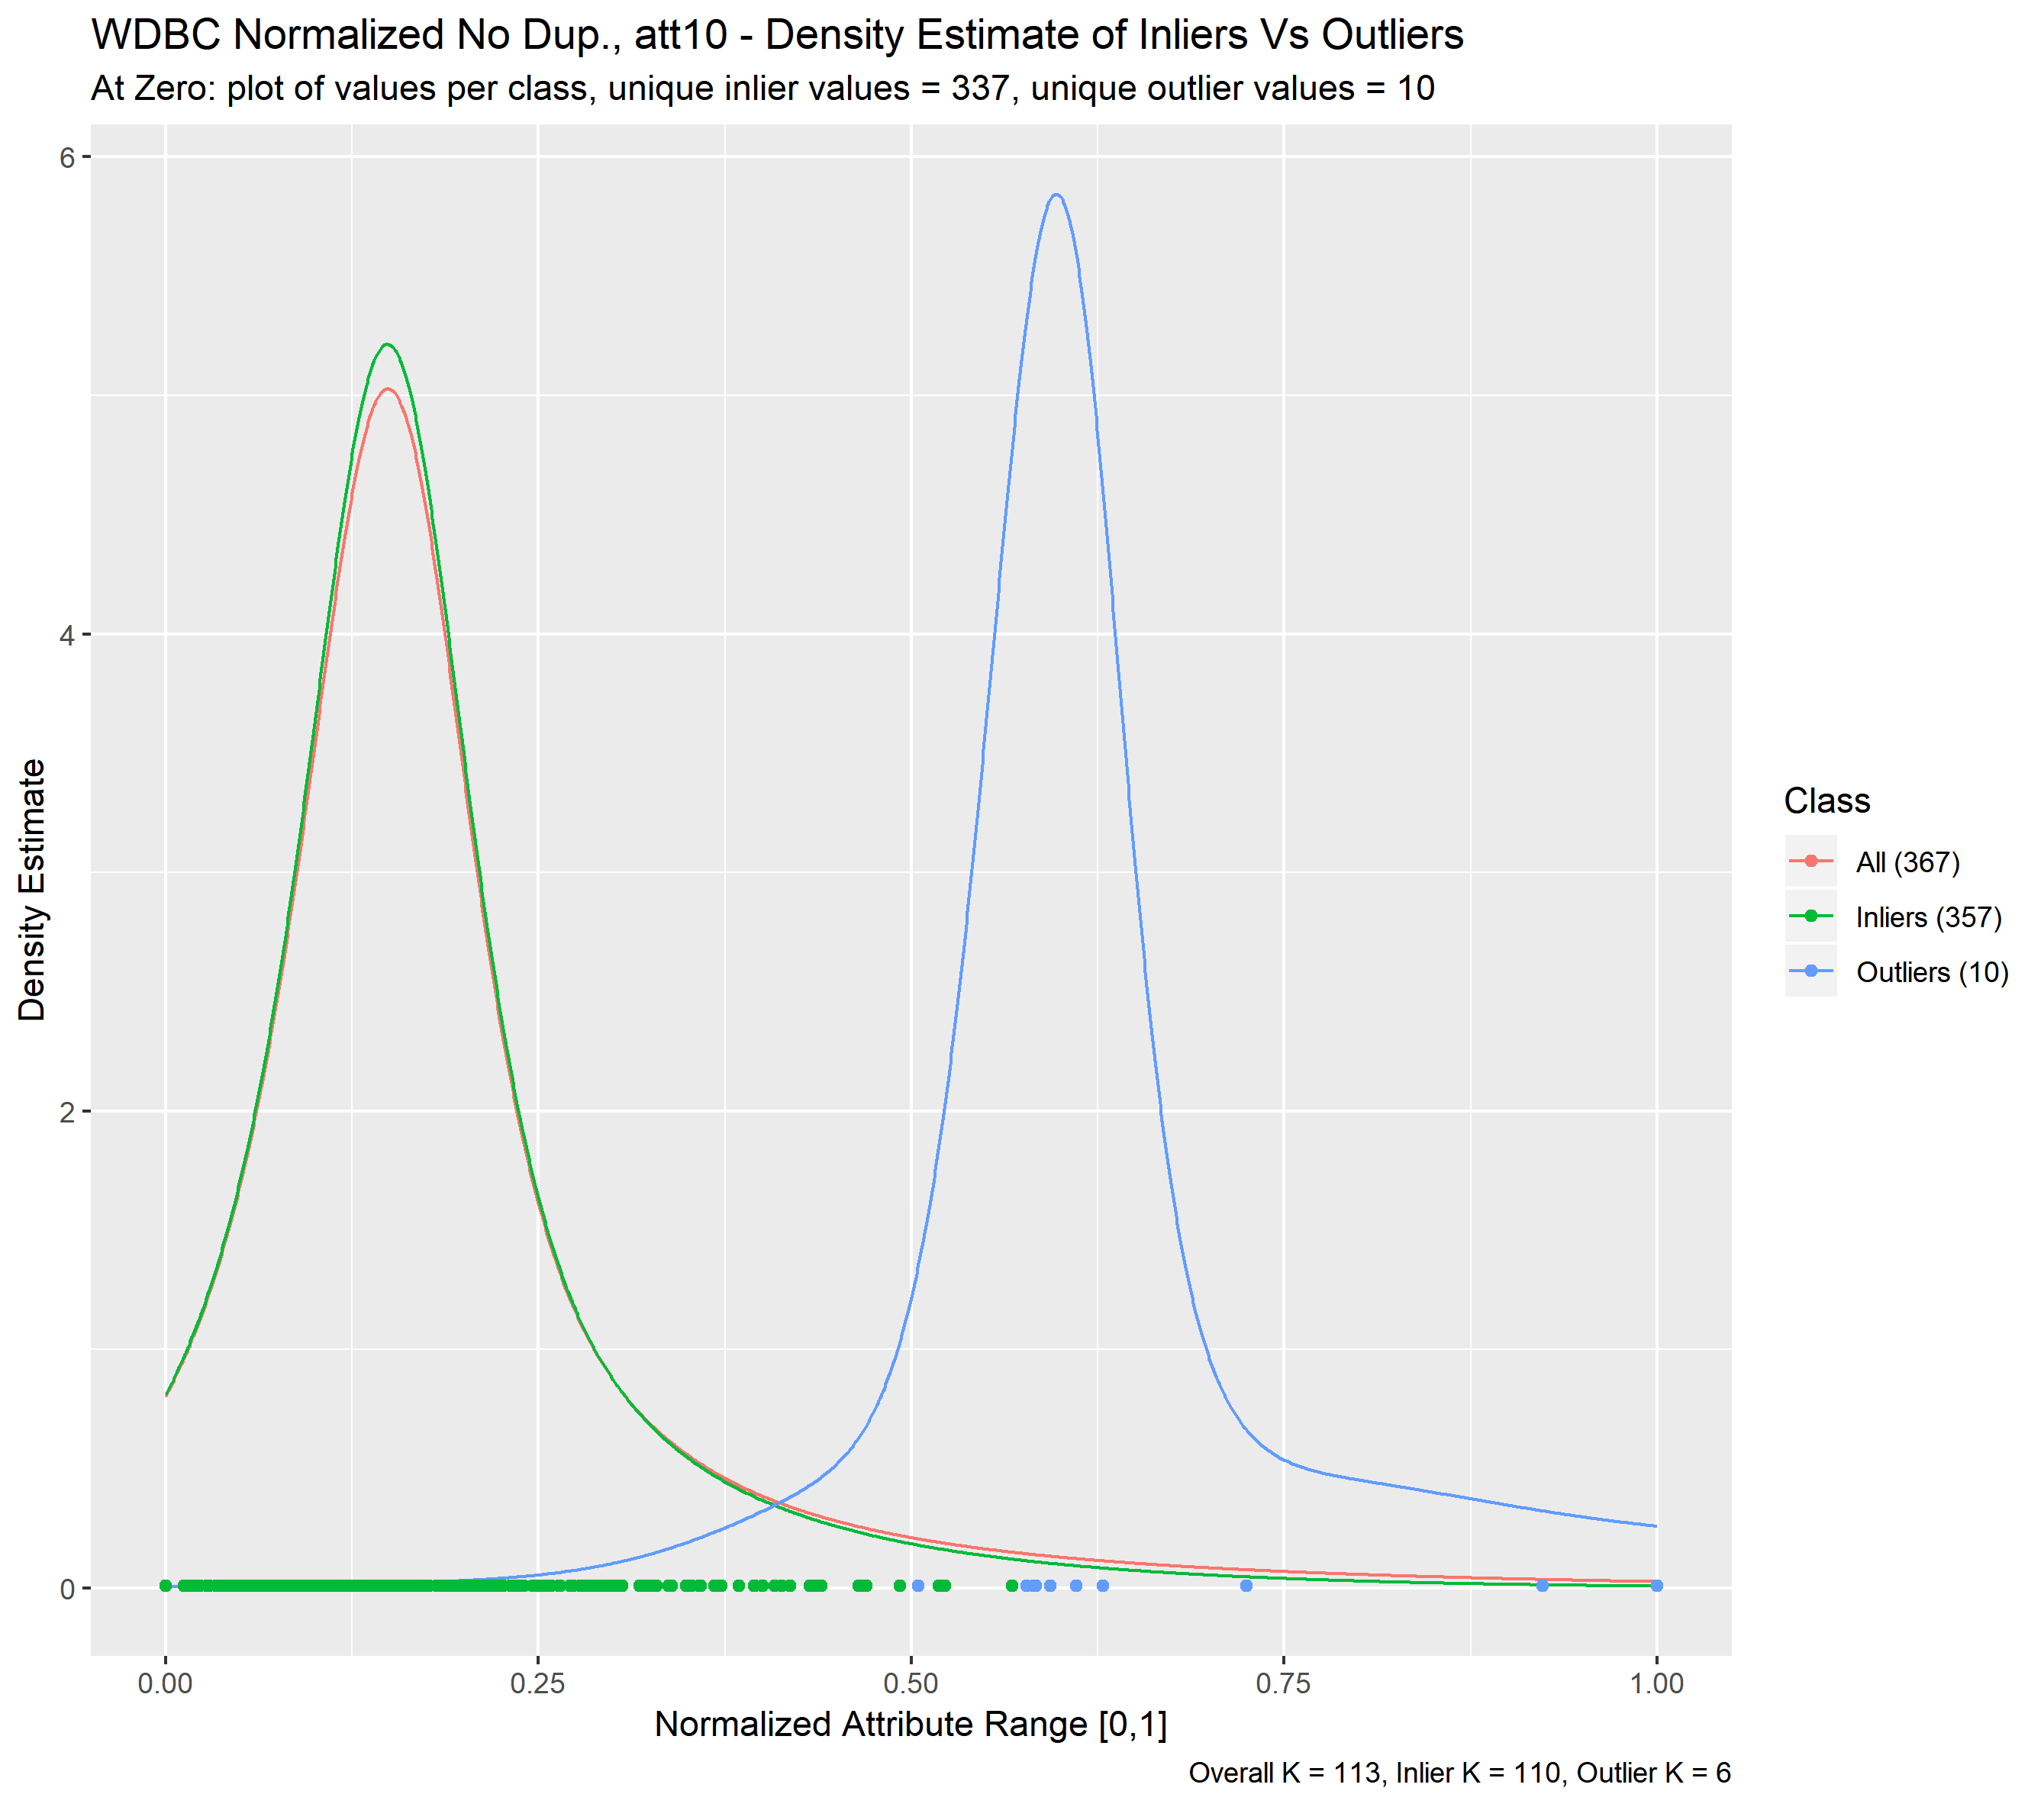 WDBC Normalized No Dup., att10 - Density Estimate of Inliers Vs Outliers
At Zero: plot of values per class, unique inlier values = 337, unique outlier values = 10
6
4
2
0
Density Estimate
0.00 0.25 0.50 0.75 1.00
Normalized Attribute Range [0,1]
Class
All (367)
Inliers (357)
Outliers (10)
Overall K = 113, Inlier K = 110, Outlier K = 6